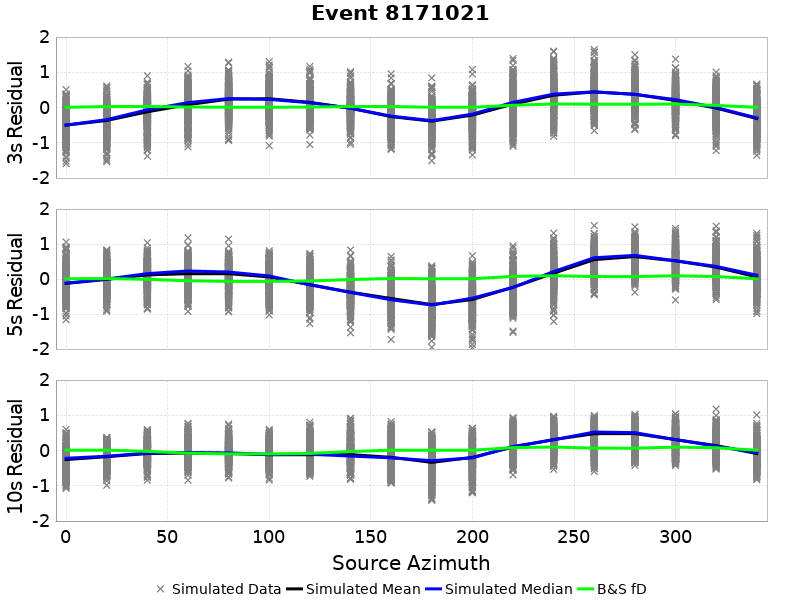 Event 8171021
3s Residual
2
1
0
-1
-2
5s Residual
2
1
0
-1
-2
10s Residual
2
1
0
-1
-2
0 50 100 150 200 250 300
Source Azimuth
Simulated Data Simulated Mean Simulated Median B&S fD